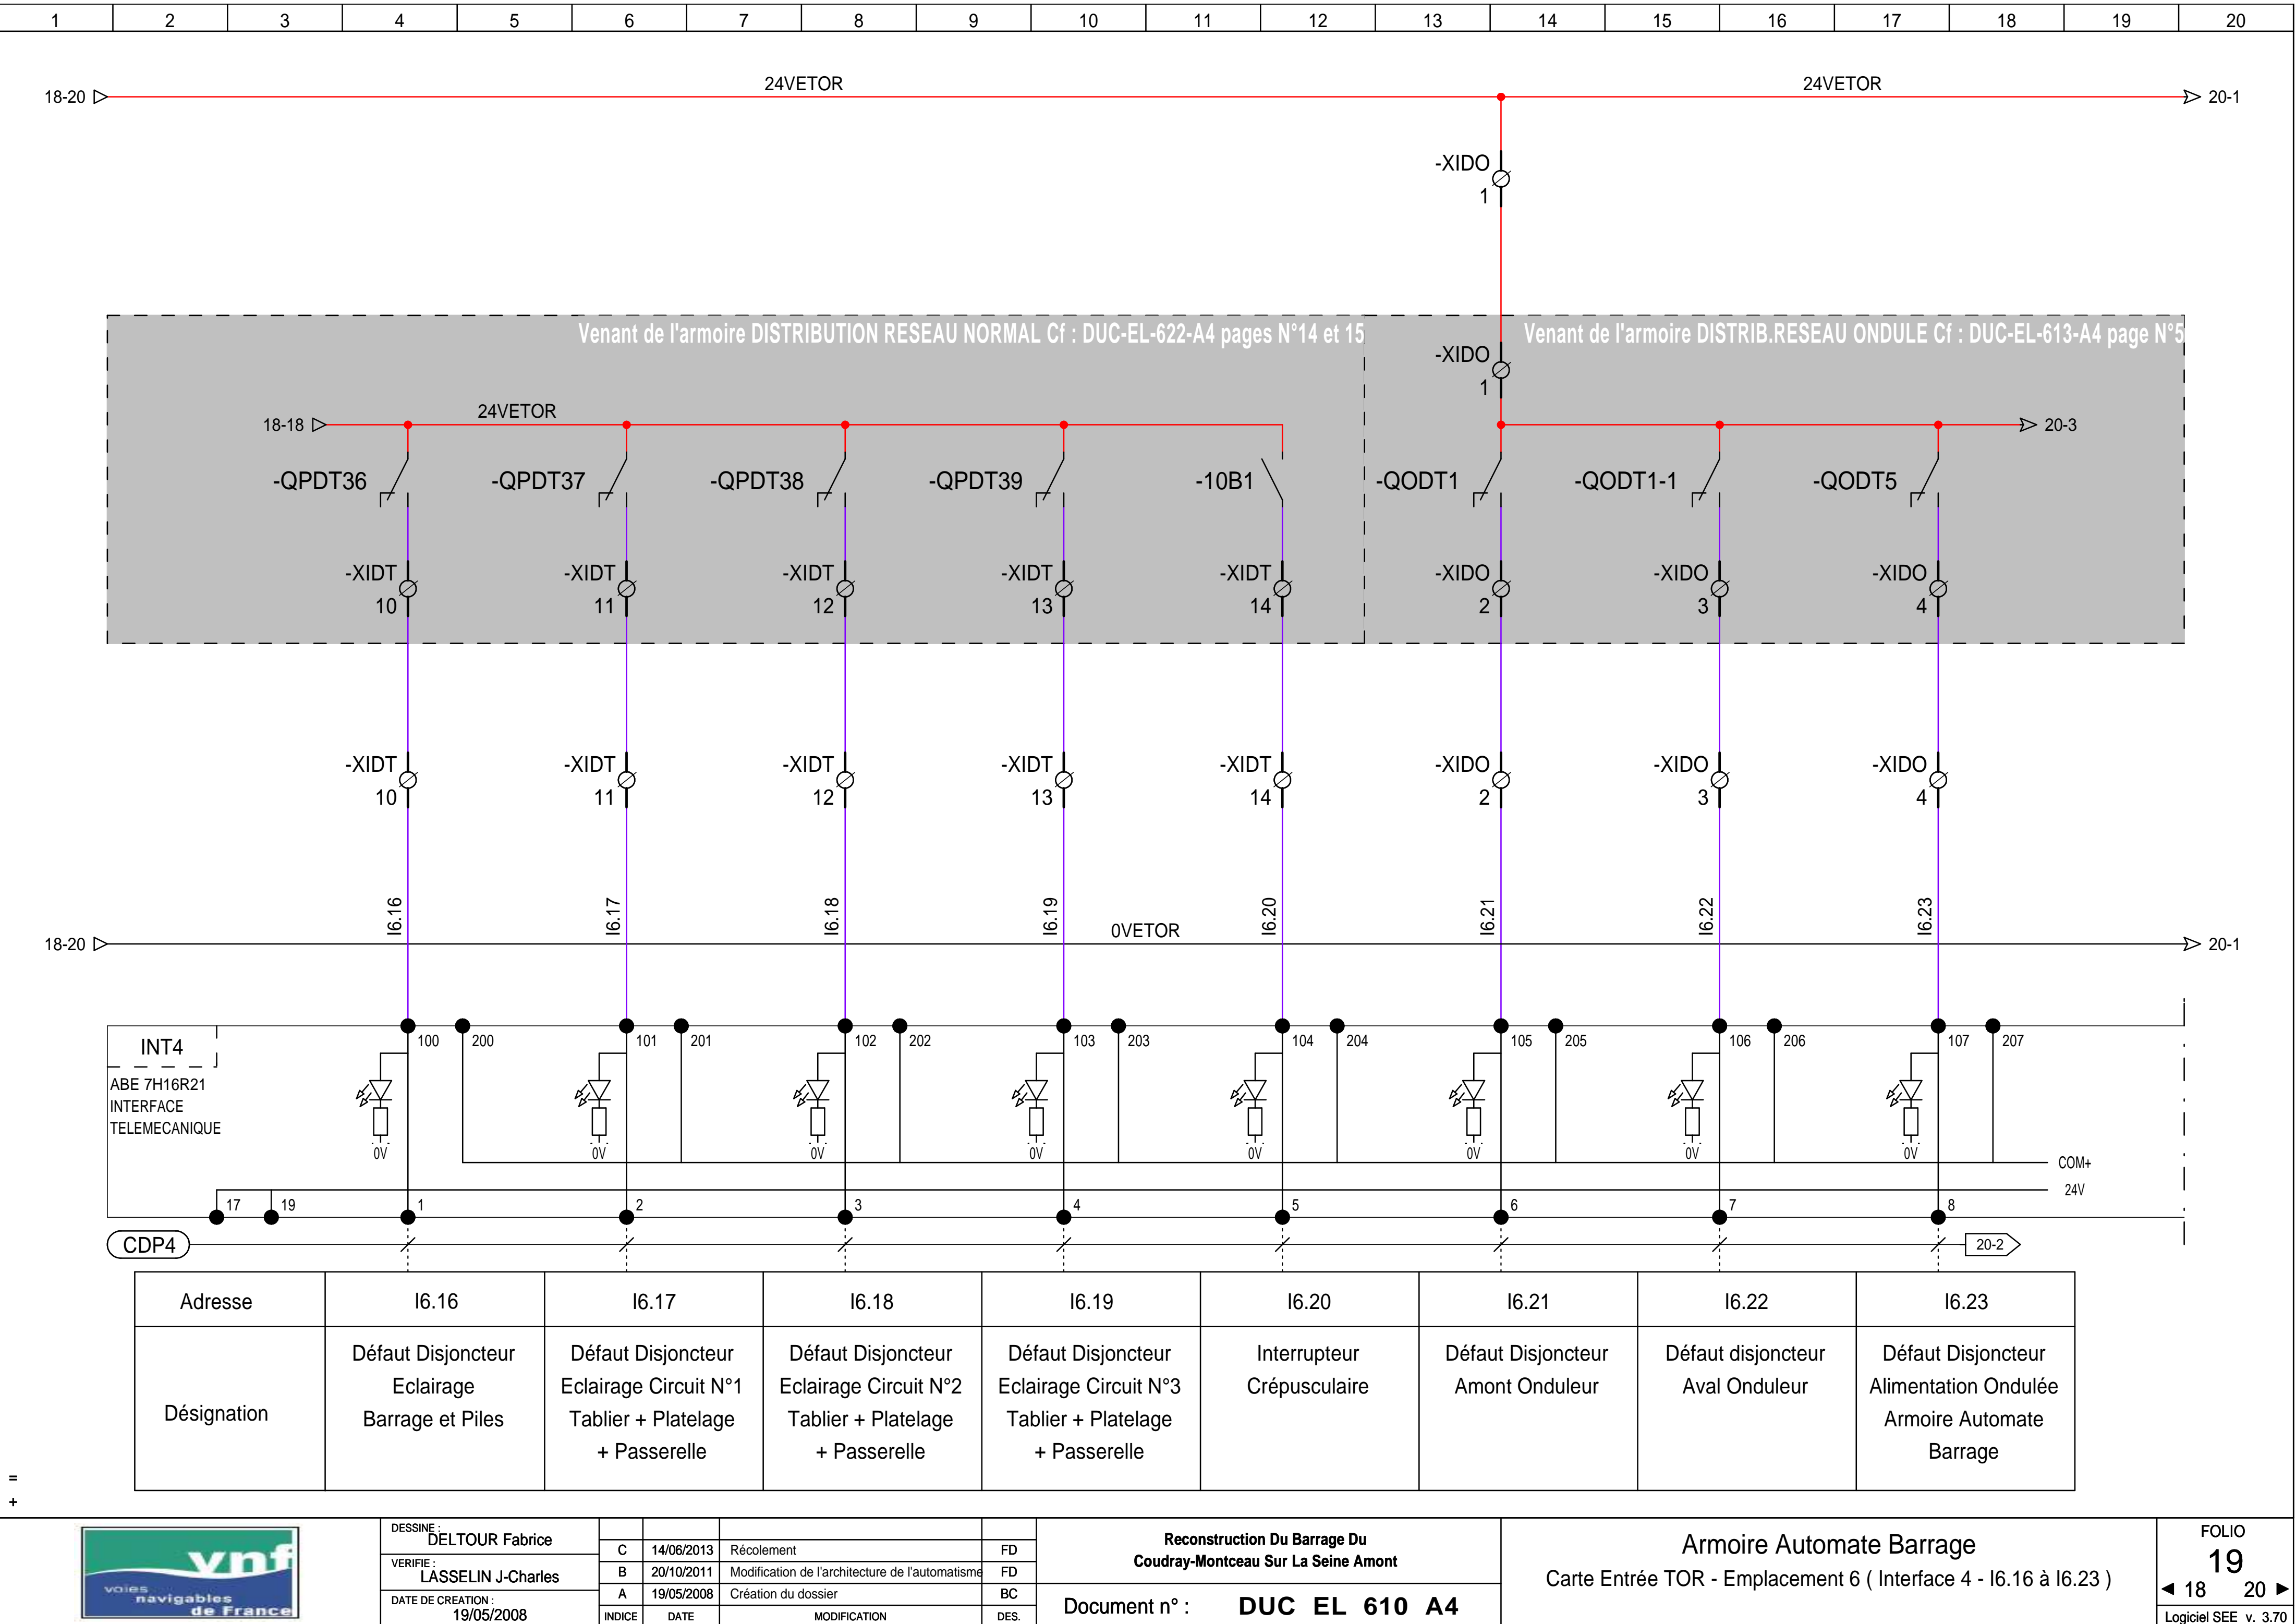 1 2 3 4 5 6 7 8 9 10 11 12 13 14 15 16 17 18 19 20
24VETOR 24VETOR
18-20 20-1
-XIDO
1
Venant de l'armoire DISTRIBUTION RESEAU NORMAL Cf : DUC-EL-622-A4 pages N°14 et 15
Venant de l'armoire DISTRIB.RESEAU ONDULE Cf : DUC-EL-613-A4 page N°5
-XIDO
1
24VETOR
18-18 20-3
-QPDT36 -QPDT37 -QPDT38 -QPDT39 -10B1 -QODT1 -QODT1-1 -QODT5
-XIDT -XIDT -XIDT -XIDT -XIDT -XIDO -XIDO -XIDO
10 11 12 13 14 2 3 4
-XIDT -XIDT -XIDT -XIDT -XIDT -XIDO -XIDO -XIDO
10 11 12 13 14 2 3 4
I6.16 I6.17 I6.18 I6.19 I6.20 I6.21 I6.22 I6.23
0VETOR
18-20 20-1
100 200 101 201 102 202 103 203 104 204 105 205 106 206 107 207
INT4
ABE 7H16R21
INTERFACE
TELEMECANIQUE
0V 0V 0V 0V 0V 0V 0V 0V
COM+
24V
17 19 1 2 3 4 5 6 7 8
CDP4
20-2
Adresse I6.16 I6.17 I6.18 I6.19 I6.20 I6.21 I6.22 I6.23
Désignation
Défaut Disjoncteur
Eclairage
Barrage et Piles
Défaut Disjoncteur
Eclairage Circuit N°1
Tablier + Platelage
+ Passerelle
Défaut Disjoncteur
Eclairage Circuit N°2
Tablier + Platelage
+ Passerelle
Défaut Disjoncteur
Eclairage Circuit N°3
Tablier + Platelage
+ Passerelle
Interrupteur
Crépusculaire
Défaut Disjoncteur
Amont Onduleur
Défaut disjoncteur
Aval Onduleur
Défaut Disjoncteur
Alimentation Ondulée
Armoire Automate
Barrage
=
+
vnf
voies
navigables
de France
DESSINE :
DELTOUR Fabrice
VERIFIE :
LASSELIN J-Charles
DATE DE CREATION :
19/05/2008
C 14/06/2013 Récolement FD
B 20/10/2011 Modification de l'architecture de l'automatisme FD
A 19/05/2008 Création du dossier BC
INDICE DATE MODIFICATION DES.
Reconstruction Du Barrage Du
Coudray-Montceau Sur La Seine Amont
Document n° : DUC EL 610 A4
Armoire Automate Barrage
Carte Entrée TOR - Emplacement 6 ( Interface 4 - I6.16 à I6.23 )
FOLIO
19
18 20
Logiciel SEE v. 3.70